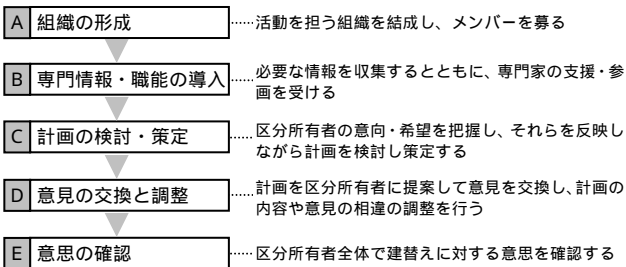 A 組織の形成 ……活動を担う組織を結成し、メンバーを募る
B 専門情報・職能の導入 ……必要な情報を収集するとともに、専門家の支援・参
画を受ける
C 計画の検討・策定 ……区分所有者の意向・希望を把握し、それらを反映し
ながら計画を検討し策定する
D 意見の交換と調整 ……計画を区分所有者に提案して意見を交換し、計画の
内容や意見の相違の調整を行う
E 意思の確認 ……区分所有者全体で建替えに対する意思を確認する